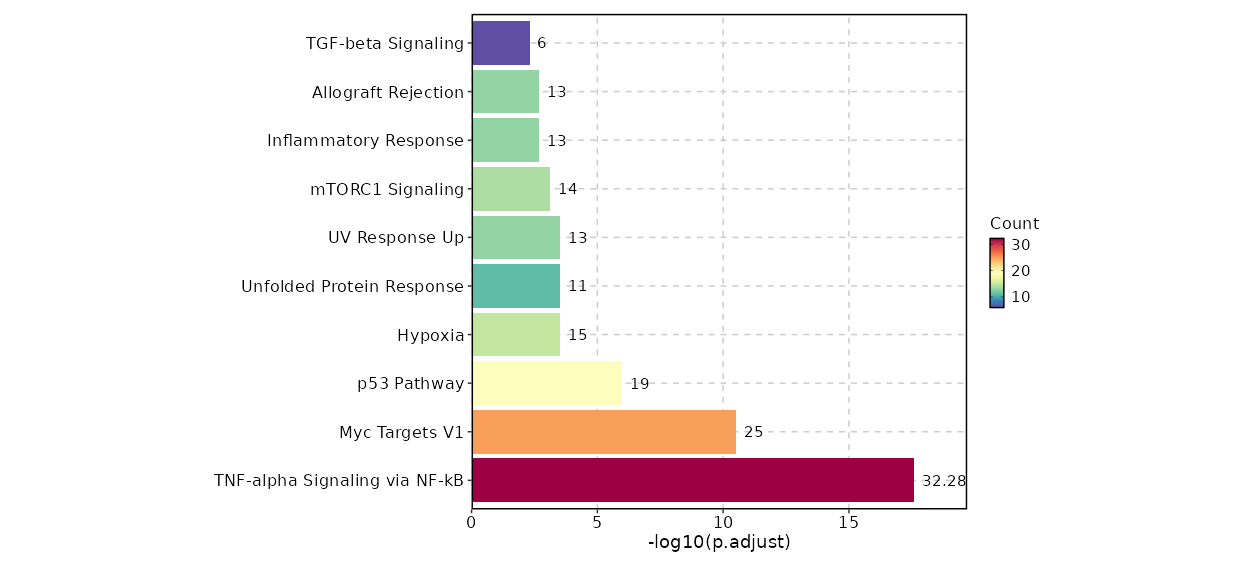 TGF-beta Signaling 6
Allograft Rejection 13
Inflammatory Response 13
mTORC1 Signaling 14
UV Response Up 13
Unfolded Protein Response 11
Hypoxia 15
p53 Pathway 19
Myc Targets V1 25
TNF-alpha Signaling via NF-kB 32.28
0 5 10 15
-log10(p.adjust)
Count
30
20
10